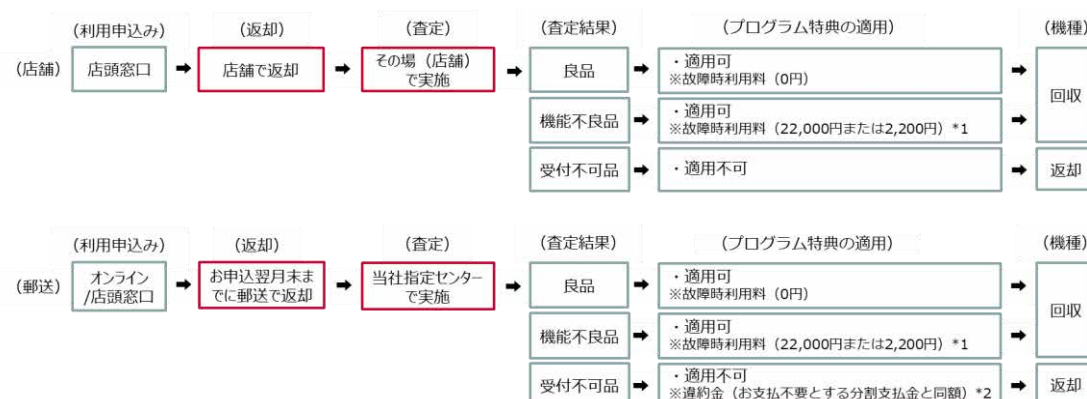 (利用申込み) (返却) (査定) (査定結果) (プログラム特典の適用) (機種)
(店舗) 店頭窓口 ➡ 店舗で返却 ➡ その場（店舗）
で実施 ➡ 良品 ➡ ・適用可
※故障時利用料（0円） ➡ 回収
機能不良品 ➡ ・適用可
※故障時利用料（22,000円または2,200円）*1 ➡
受付不可品 ➡ ・適用不可 ➡ 返却
(利用申込み) (返却) (査定) (査定結果) (プログラム特典の適用) (機種)
(郵送) オンライン
/店頭窓口 ➡ お申込翌月末ま
でに郵送で返却 ➡ 当社指定センター
で実施 ➡ 良品 ➡ ・適用可
※故障時利用料（0円） ➡ 回収
機能不良品 ➡ ・適用可
※故障時利用料（22,000円または2,200円）*1 ➡
受付不可品 ➡ ・適用不可
※違約金（お支払不要とする分割支払金と同額）*2 ➡ 返却